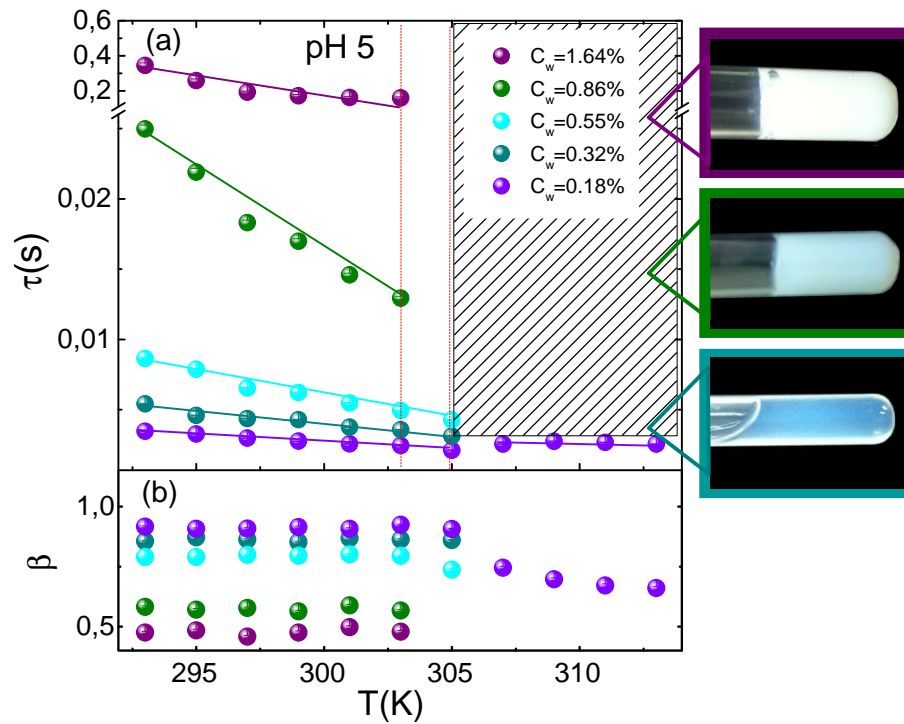 (a)
pH 5
0,6
0,4
0,2
0,02
0,01
τ(s)
C_w=1.64%
C_w=0.86%
C_w=0.55%
C_w=0.32%
C_w=0.18%
(b)
1,0
0,5
β
295 300 305 310
T(K)